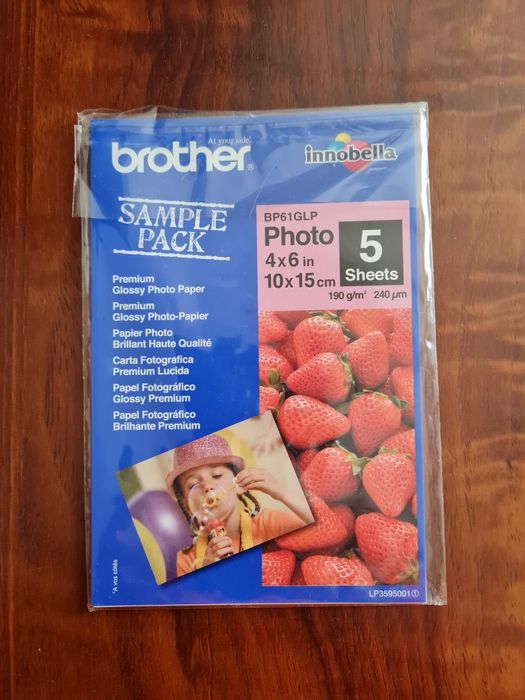 At your side.
brother®
innobella
SAMPLE
PACK
BP61GLP
Photo
4x6 in
10x15cm
5
Sheets
190 g/m² 240 µm
Premium
Glossy Photo Paper
Premium
Glossy Photo-Papier
Papier Photo
Brillant Haute Qualité
Carta Fotografica
Premium Lucida
Papel Fotográfico
Glossy Premium
Papel Fotográfico
Brilhante Premium
*A vos côtés
LP3595001①